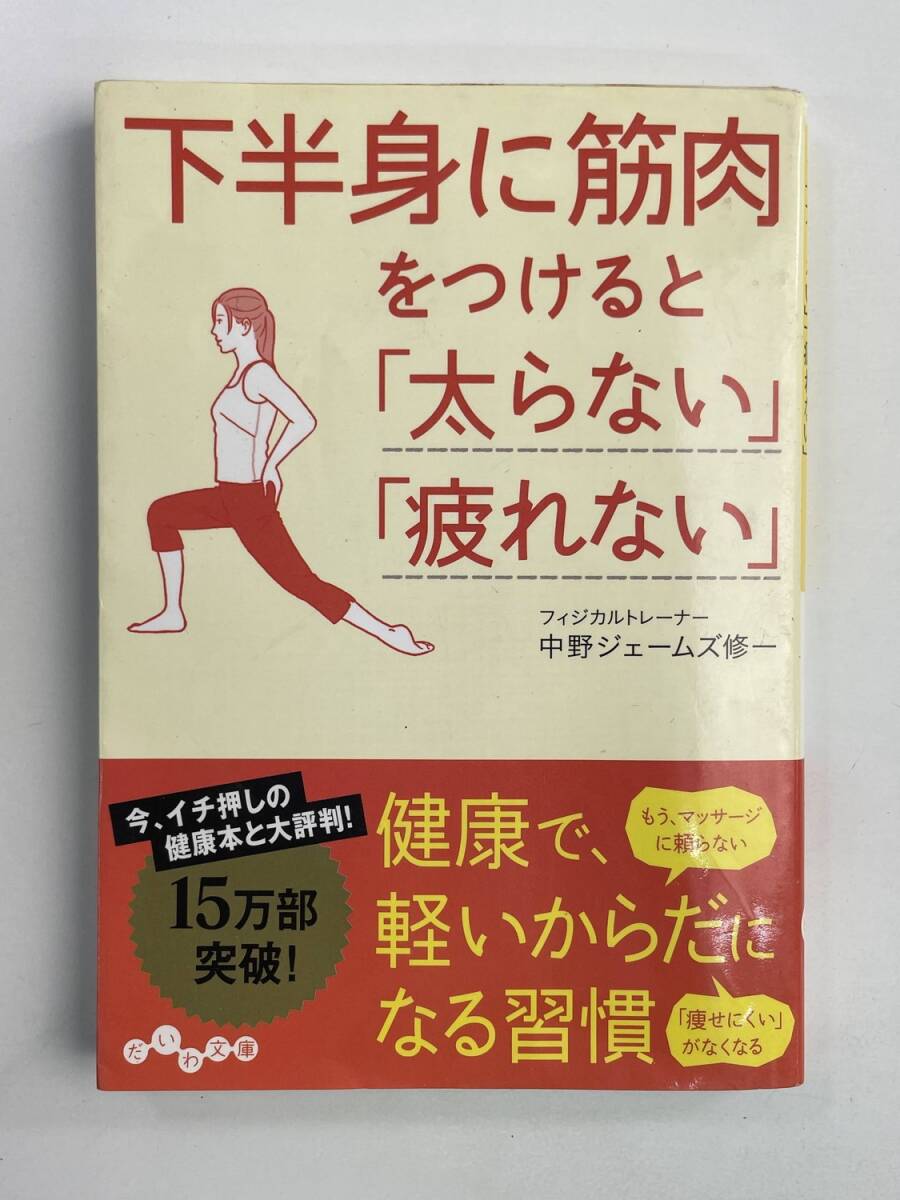 下半身に筋肉
をつけると
「太らない」
「疲れない」
フィジカルトレーナー
中野ジェームズ修一
今、イチ押しの
健康本と大評判!
15万部
突破!
健康で、
軽いからだに
なる習慣
もう、マッサージ
に頼らない
「痩せにくい」
がなくなる
だいわ文庫